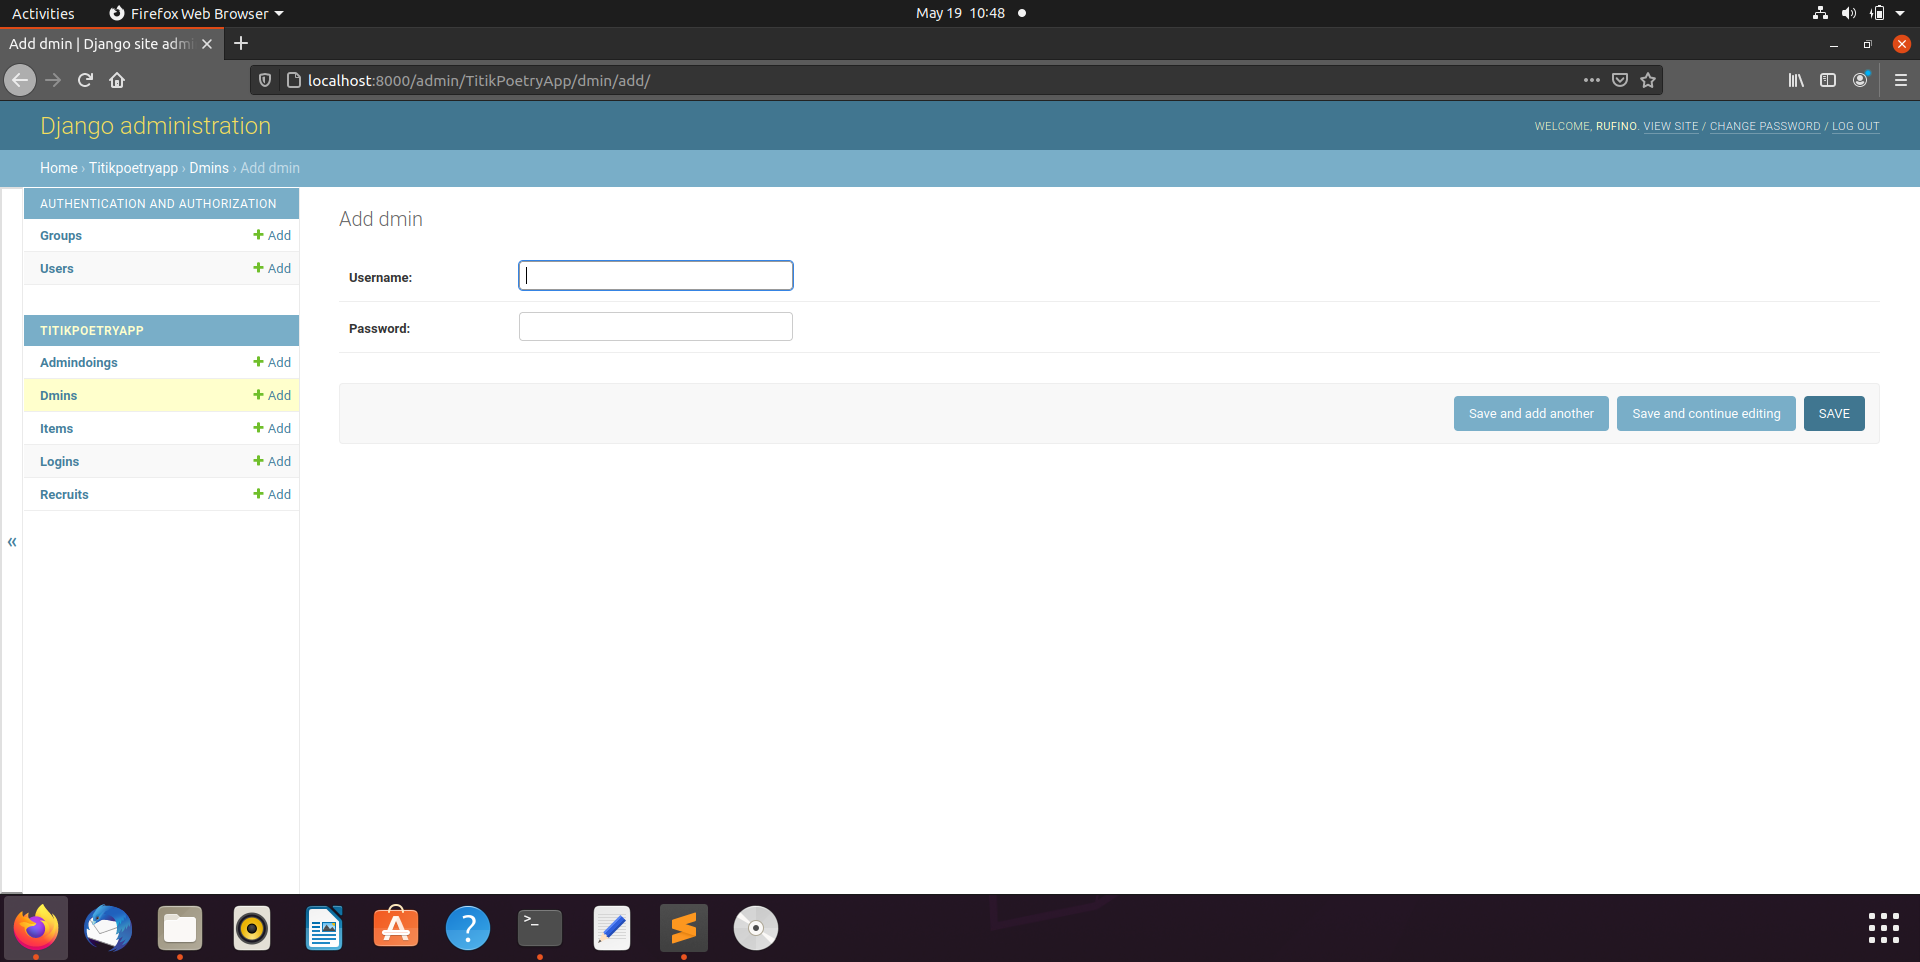 Activities
Firefox Web Browser
May 19 10:48
Add dmin | Django site admi
localhost:8000/admin/TitikPoetryApp/dmin/add/
Django administration
WELCOME, RUFINO. VIEW SITE / CHANGE PASSWORD / LOG OUT
Home › Titikpoetryapp › Dmins › Add dmin
AUTHENTICATION AND AUTHORIZATION
Groups + Add
Users + Add
TITIKPOETRYAPP
Admindoings + Add
Dmins + Add
Items + Add
Logins + Add
Recruits + Add
«
Add dmin
Username:
Password:
Save and add another
Save and continue editing
SAVE